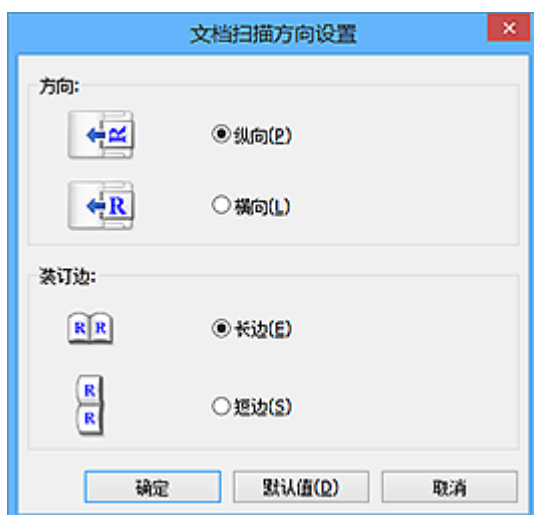 文档扫描方向设置
方向:
R
纵向(P)
R
横向(L)
装订边:
R R
长边(E)
R
R
短边(S)
确定 默认值(D) 取消